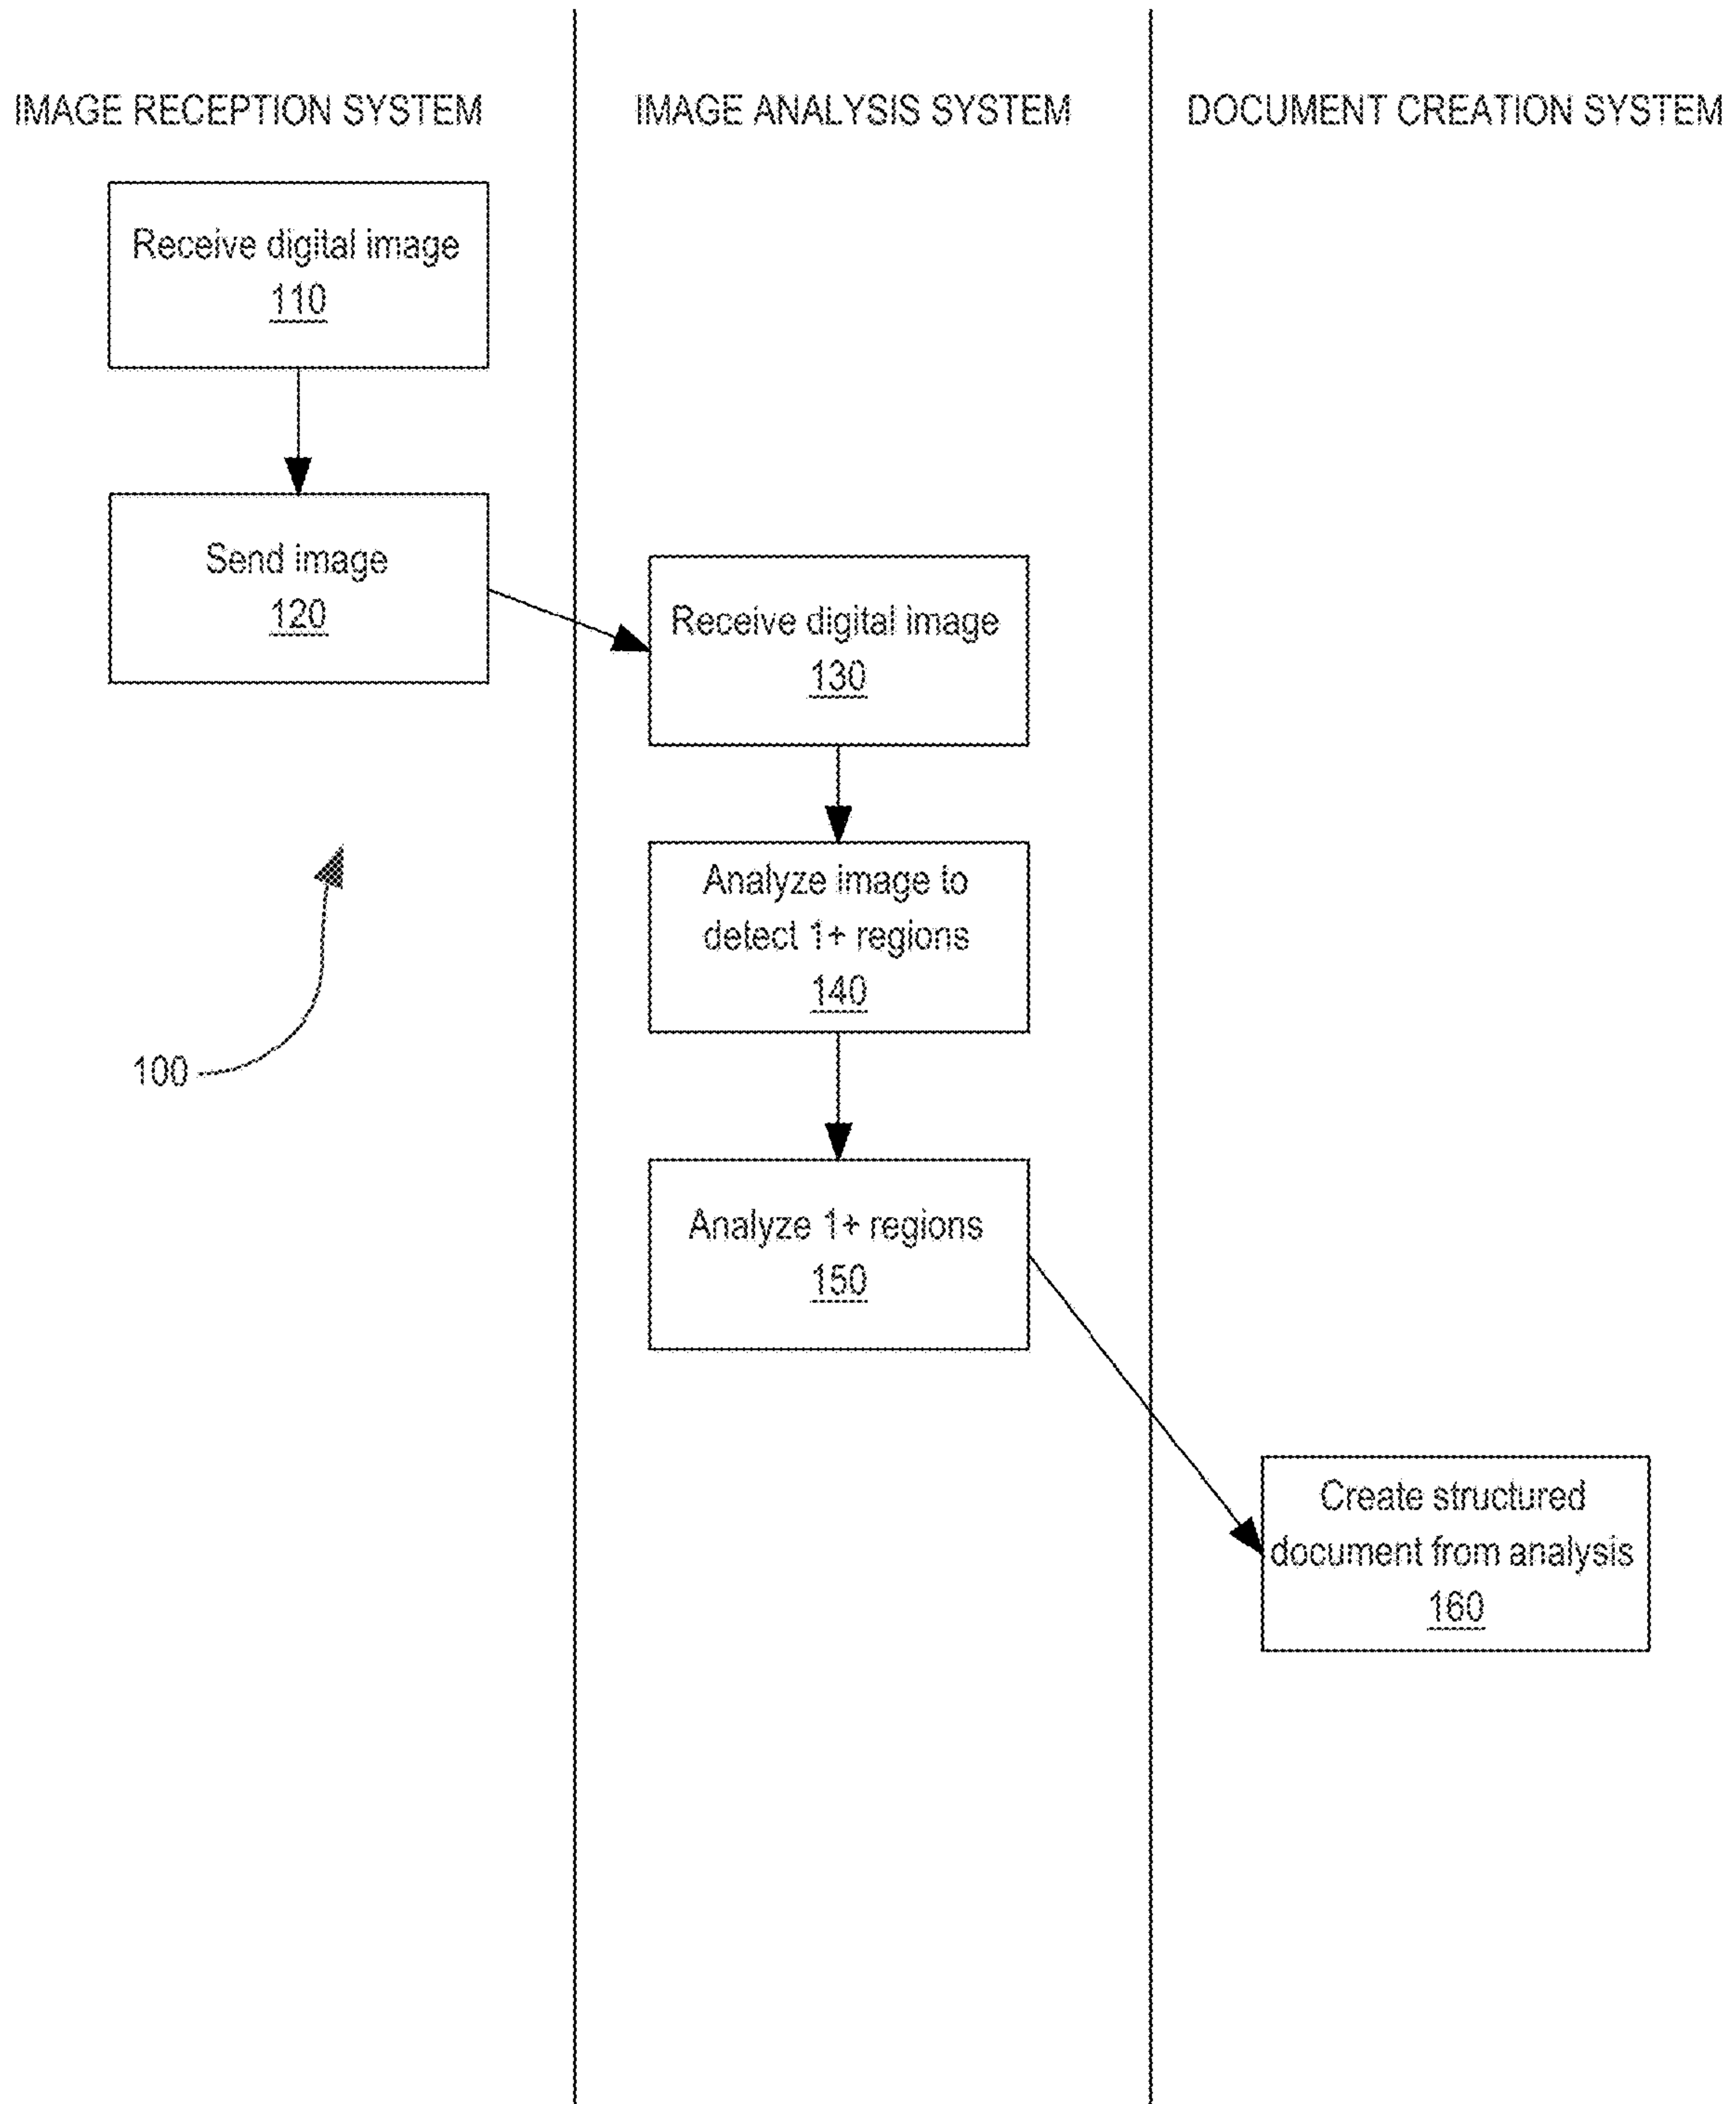 IMAGE RECEPTION SYSTEM
IMAGE ANALYSIS SYSTEM
DOCUMENT CREATION SYSTEM
Receive digital image
110
Send image
120
Receive digital image
130
Analyze image to
detect 1+ regions
140
100
Analyze 1+ regions
150
Create structured
document from analysis
160